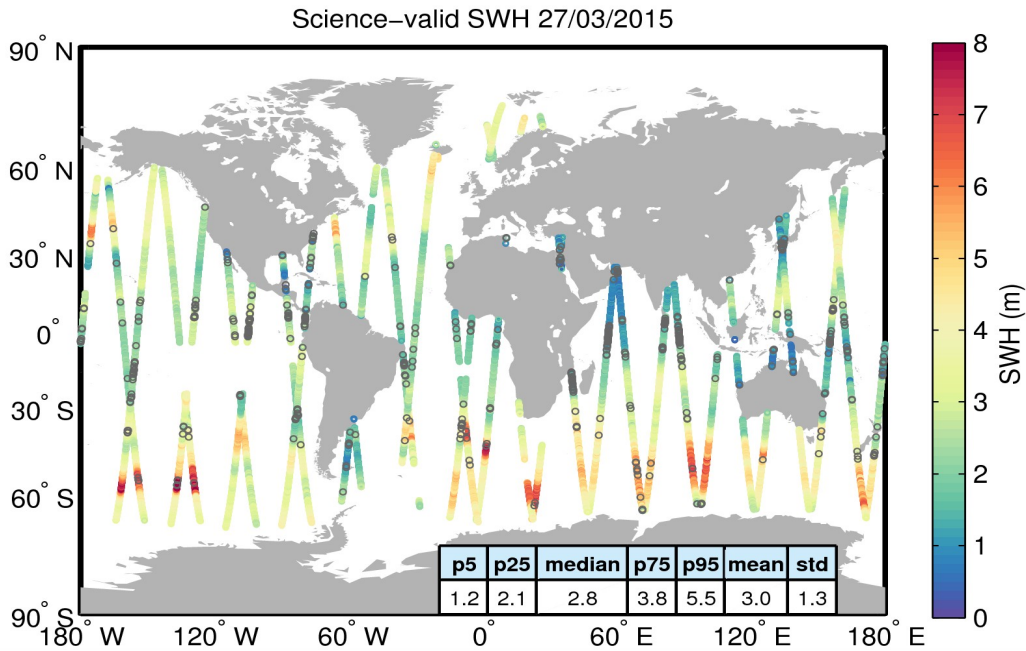 Science−valid SWH 27/03/2015
90° N
60° N
30° N
0°
30° S
60° S
90° S
180° W
120° W
60° W
0°
60° E
120° E
180° E
p5 p25 median p75 p95 mean std
1.2 2.1 2.8 3.8 5.5 3.0 1.3
8
7
6
5
4
3
2
1
0
SWH (m)